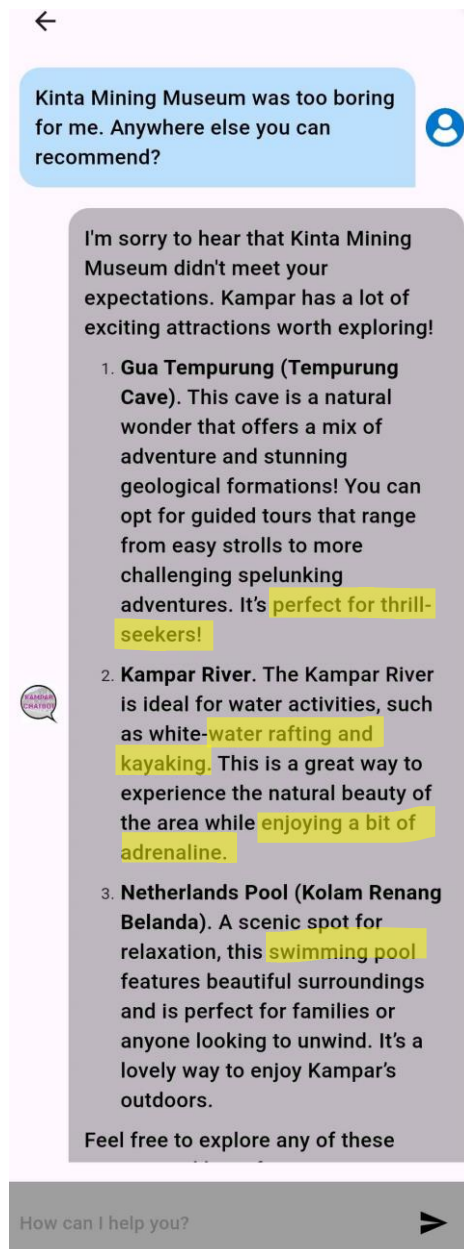 Kinta Mining Museum was too boring
for me. Anywhere else you can
recommend?
I'm sorry to hear that Kinta Mining
Museum didn't meet your
expectations. Kampar has a lot of
exciting attractions worth exploring!
1. Gua Tempurung (Tempurung
Cave). This cave is a natural
wonder that offers a mix of
adventure and stunning
geological formations! You can
opt for guided tours that range
from easy strolls to more
challenging spelunking
adventures. It’s perfect for thrill-
seekers!
2. Kampar River. The Kampar River
is ideal for water activities, such
as white-water rafting and
kayaking. This is a great way to
experience the natural beauty of
the area while enjoying a bit of
adrenaline.
KAMPAR
CHATBOT
3. Netherlands Pool (Kolam Renang
Belanda). A scenic spot for
relaxation, this swimming pool
features beautiful surroundings
and is perfect for families or
anyone looking to unwind. It’s a
lovely way to enjoy Kampar’s
outdoors.
Feel free to explore any of these
How can I help you?